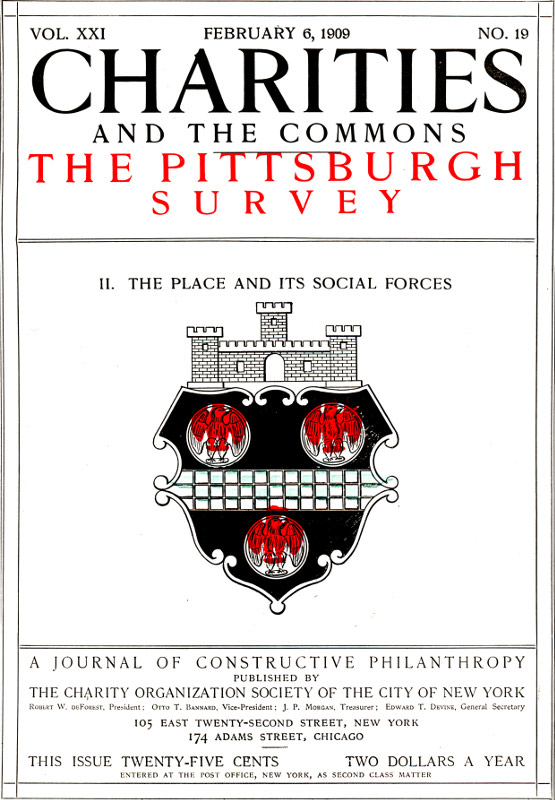 VOL. XXI FEBRUARY 6, 1909 NO. 19
CHARITIES
AND THE COMMONS
THE PITTSBURGH
SURVEY
II. THE PLACE AND ITS SOCIAL FORCES
A JOURNAL OF CONSTRUCTIVE PHILANTHROPY
PUBLISHED BY
THE CHARITY ORGANIZATION SOCIETY OF THE CITY OF NEW YORK
ROBERT W. DEFOREST, President; OTTO T. BANNARD, Vice-President; J. P. MORGAN, Treasurer; EDWARD T. DEVINE, General Secretary
105 EAST TWENTY-SECOND STREET, NEW YORK
174 ADAMS STREET, CHICAGO
THIS ISSUE TWENTY-FIVE CENTS TWO DOLLARS A YEAR
ENTERED AT THE POST OFFICE, NEW YORK, AS SECOND CLASS MATTER